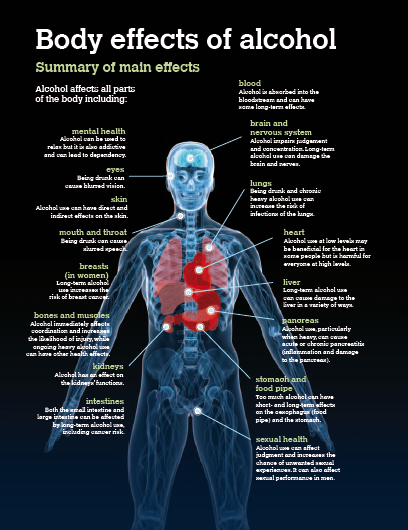 Body effects of alcohol
Summary of main effects
Alcohol affects all parts
of the body including:
mental health
Alcohol can be used to
relax but it is also addictive
and can lead to dependency.
eyes
Being drunk can
cause blurred vision.
skin
Alcohol use can have direct and
indirect effects on the skin.
mouth and throat
Being drunk can cause
slurred speech.
breasts
(in women)
Long-term alcohol
use increases the
risk of breast cancer.
bones and muscles
Alcohol immediately affects
coordination and increases
the likelihood of injury, while
ongoing heavy alcohol use
can have other health effects.
kidneys
Alcohol has an effect on
the kidneys' functions.
intestines
Both the small intestine and
large intestine can be affected
by long-term alcohol use,
including cancer risk.
blood
Alcohol is absorbed into the
bloodstream and can have
some long-term effects.
brain and
nervous system
Alcohol impairs judgement
and concentration. Long-term
alcohol use can damage the
brain and nerves.
lungs
Being drunk and chronic
heavy alcohol use can
increase the risk of
infections of the lungs.
heart
Alcohol use at low levels may
be beneficial for the heart in
some people but is harmful for
everyone at high levels.
liver
Long-term alcohol use
can cause damage to the
liver in a variety of ways.
pancreas
Alcohol use, particularly
when heavy, can cause
acute or chronic pancreatitis
(inflammation and damage
to the pancreas).
stomach and
food pipe
Too much alcohol can have
short- and long-term effects
on the oesophagus (food
pipe) and the stomach.
sexual health
Alcohol use can affect
judgment and increases the
chance of unwanted sexual
experiences. It can also affect
sexual performance in men.